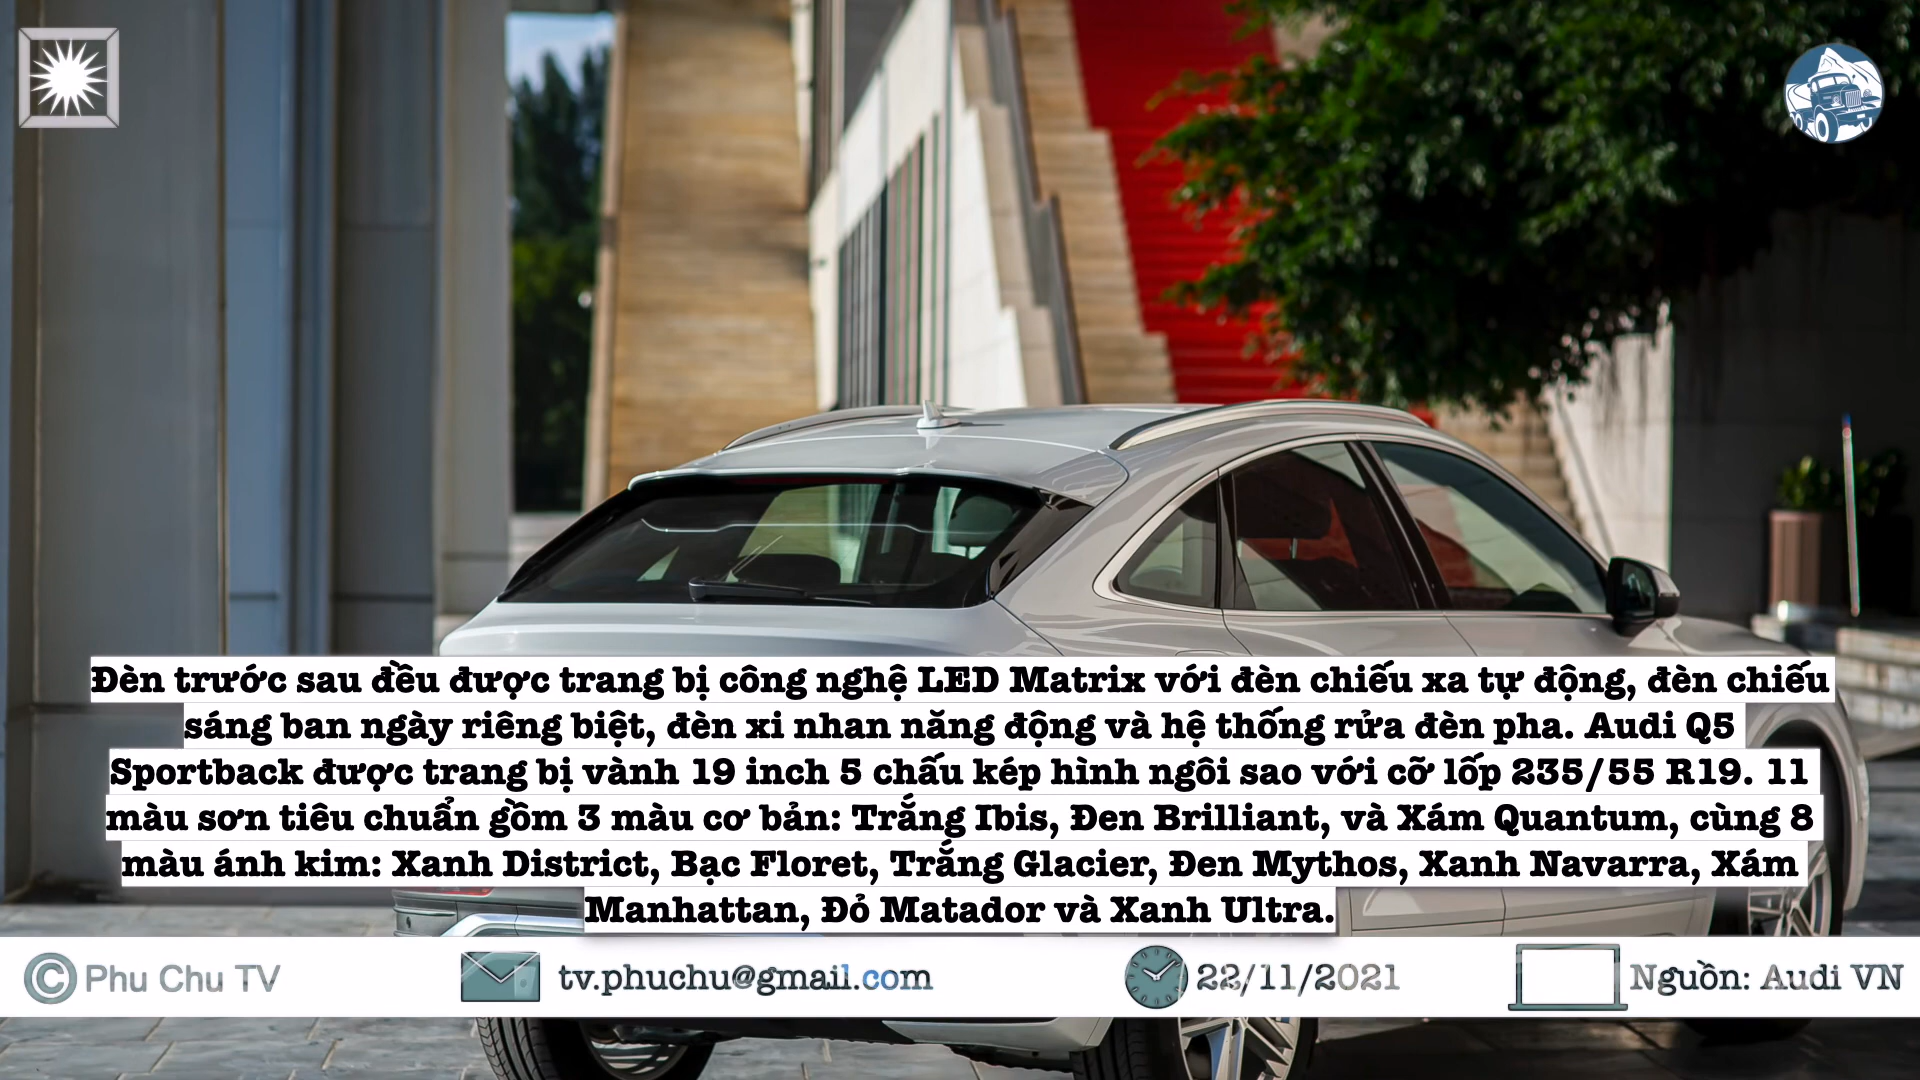 Đèn trước sau đều được trang bị công nghệ LED Matrix với đèn chiếu xa tự động, đèn chiếu
sáng ban ngày riêng biệt, đèn xi nhan năng động và hệ thống rửa đèn pha. Audi Q5
Sportback được trang bị vành 19 inch 5 chấu kép hình ngôi sao với cỡ lốp 235/55 R19. 11
màu sơn tiêu chuẩn gồm 3 màu cơ bản: Trắng Ibis, Đen Brilliant, và Xám Quantum, cùng 8
màu ánh kim: Xanh District, Bạc Floret, Trắng Glacier, Đen Mythos, Xanh Navarra, Xám
Manhattan, Đỏ Matador và Xanh Ultra.
© Phu Chu TV
tv.phuchu@gmail.com
22/11/2021
Nguồn: Audi VN